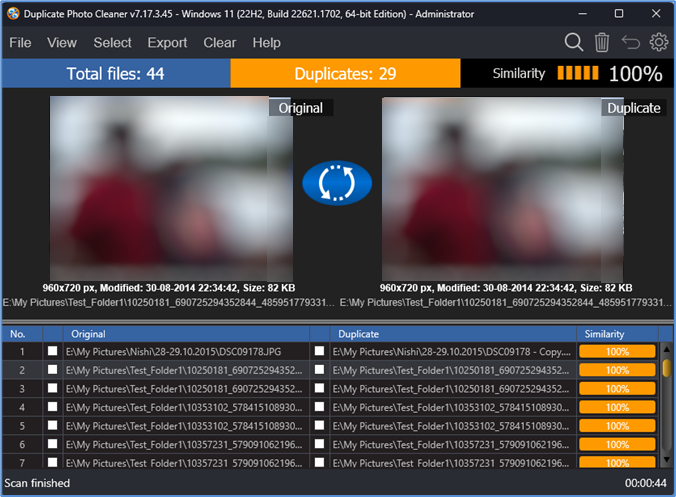 Duplicate Photo Cleaner v7.17.3.45 - Windows 11 (22H2, Build 22621.1702, 64-bit Edition) - Administrator
File View Select Export Clear Help
Total files: 44 Duplicates: 29 Similarity 100%
Original Duplicate
960x720 px, Modified: 30-08-2014 22:34:42, Size: 82 KB 960x720 px, Modified: 30-08-2014 22:34:42, Size: 82 KB
E:\My Pictures\Test_Folder1\10250181_690725294352844_485951779331... E:\My Pictures\Test_Folder1\10250181_690725294352844_485951779331...
No. Original Duplicate Similarity
1 E:\My Pictures\Nishi\28-29.10.2015\DSC09178.JPG E:\My Pictures\Nishi\28-29.10.2015\DSC09178 - Copy.... 100%
2 E:\My Pictures\Test_Folder1\10250181_690725294352... E:\My Pictures\Test_Folder1\10250181_690725294352... 100%
3 E:\My Pictures\Test_Folder1\10250181_690725294352... E:\My Pictures\Test_Folder1\10250181_690725294352... 100%
4 E:\My Pictures\Test_Folder1\10353102_578415108930... E:\My Pictures\Test_Folder1\10353102_578415108930... 100%
5 E:\My Pictures\Test_Folder1\10353102_578415108930... E:\My Pictures\Test_Folder1\10353102_578415108930... 100%
6 E:\My Pictures\Test_Folder1\10357231_579091062196... E:\My Pictures\Test_Folder1\10357231_579091062196... 100%
7 E:\My Pictures\Test_Folder1\10357231_579091062196... E:\My Pictures\Test_Folder1\10357231_579091062196... 100%
Scan finished 00:00:44